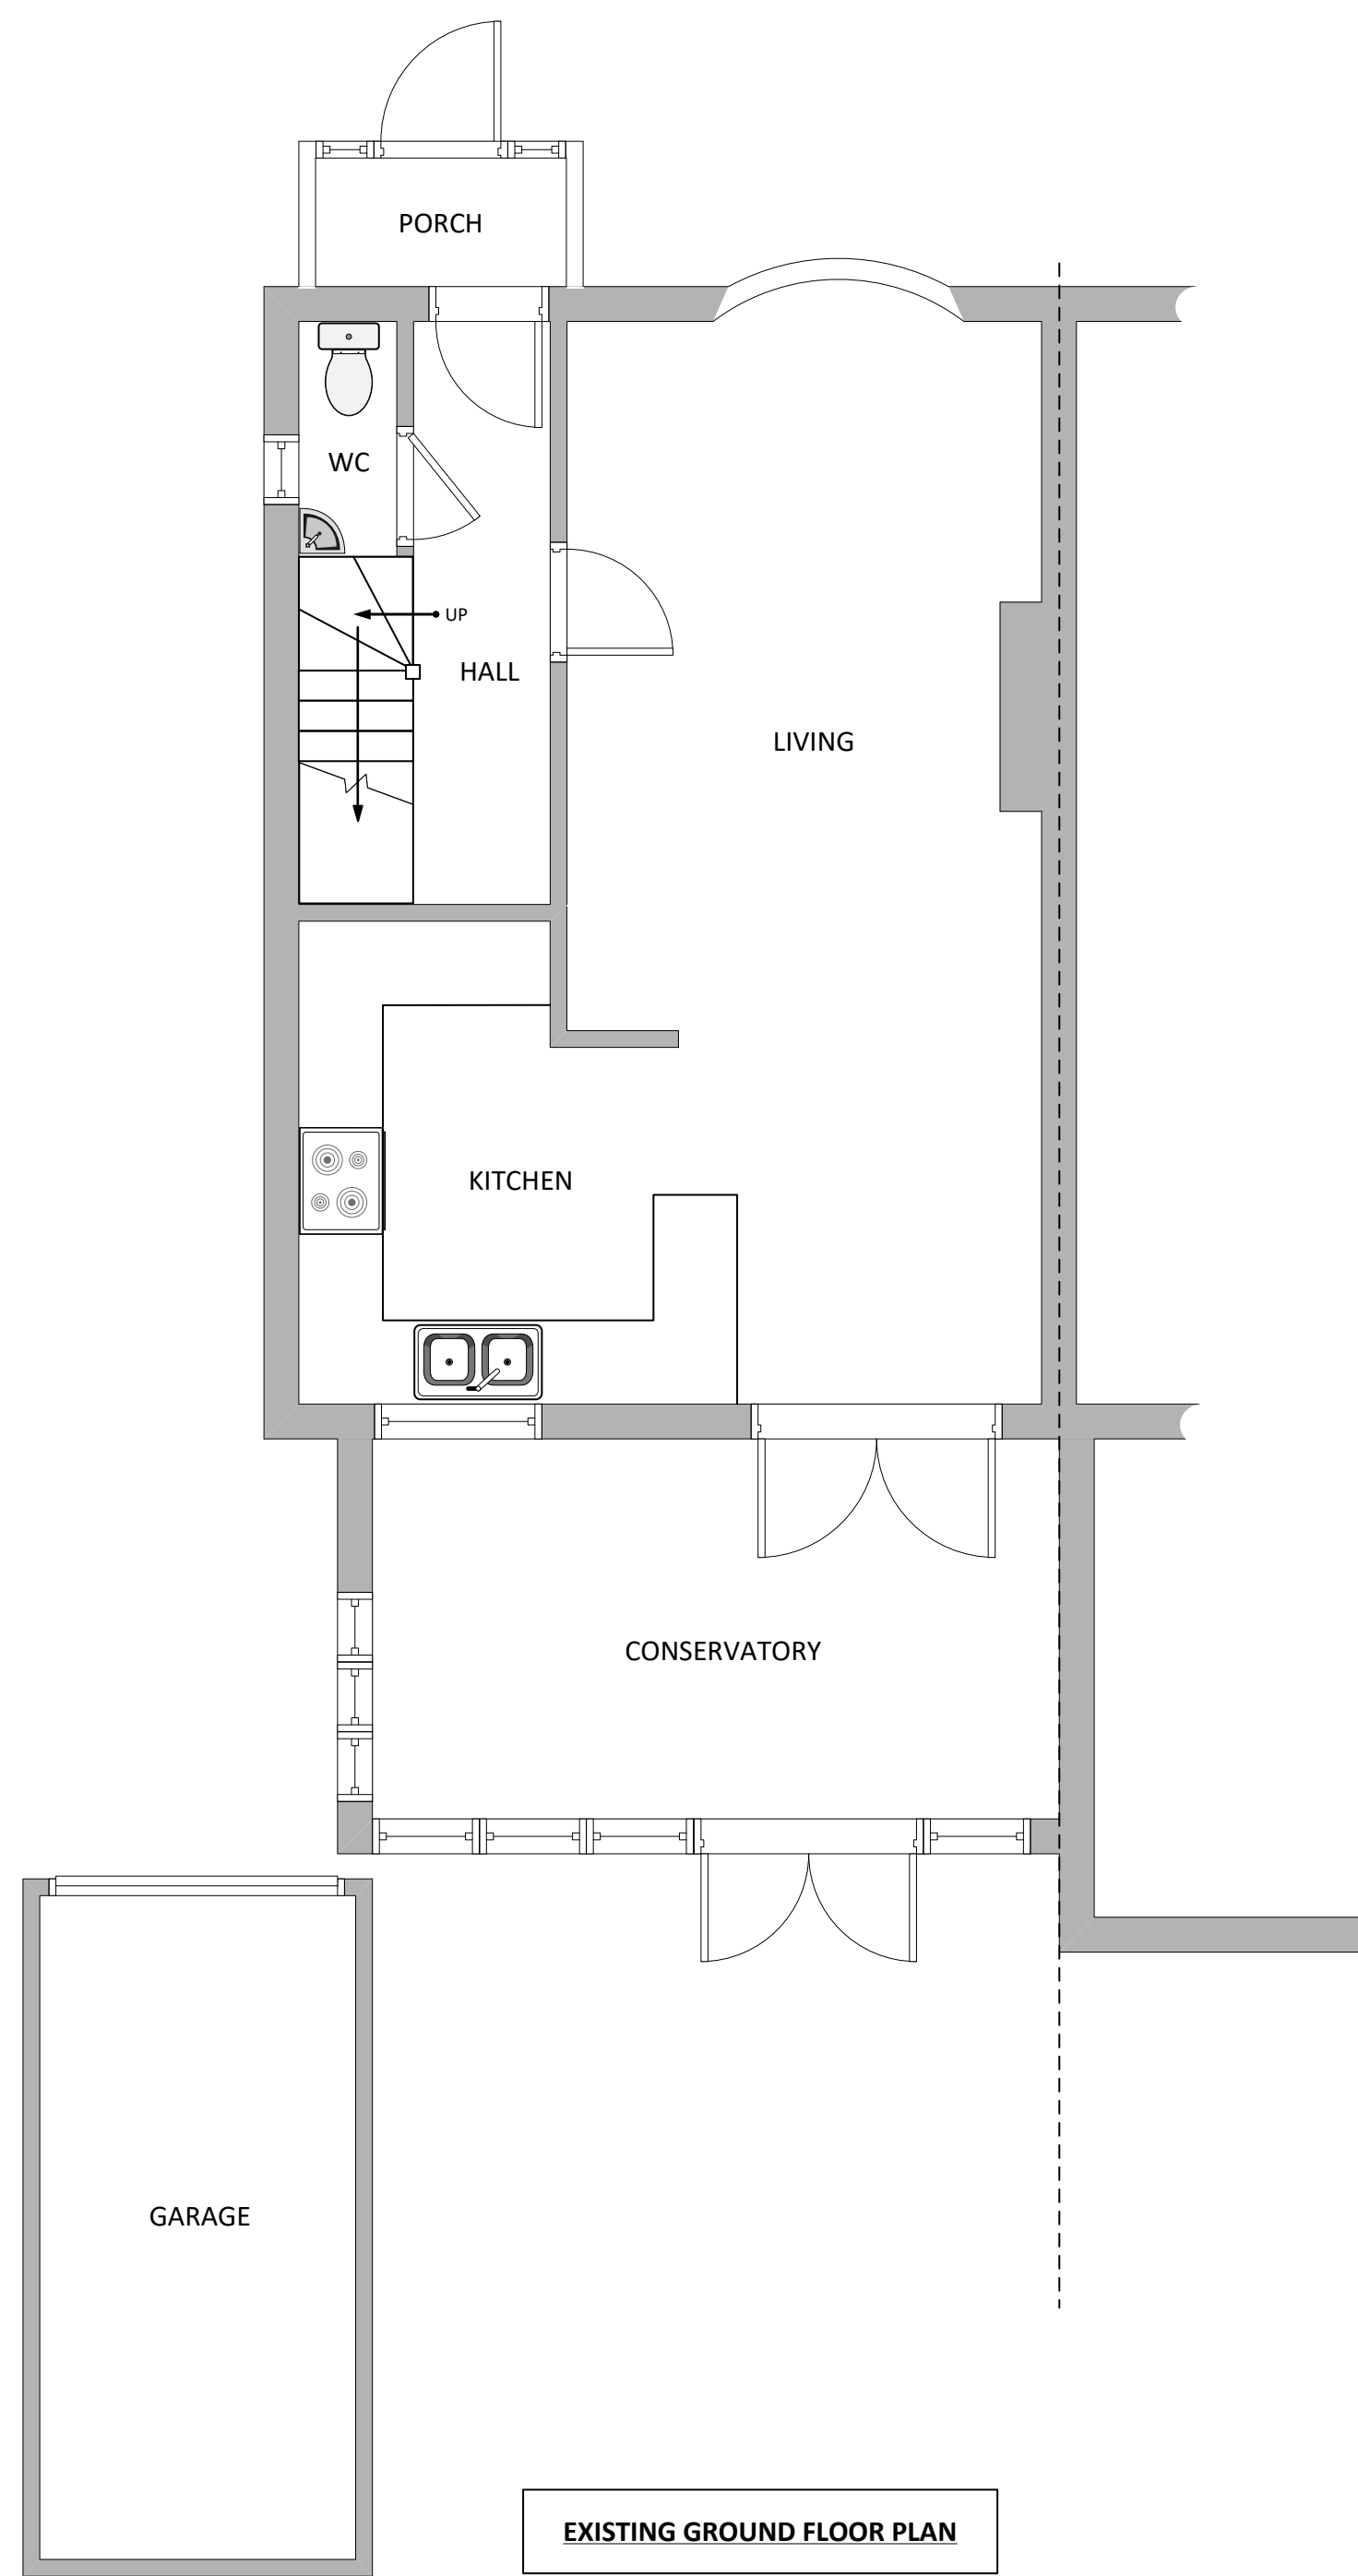 PORCH
WC
UP
HALL
LIVING
KITCHEN
CONSERVATORY
GARAGE
EXISTING GROUND FLOOR PLAN